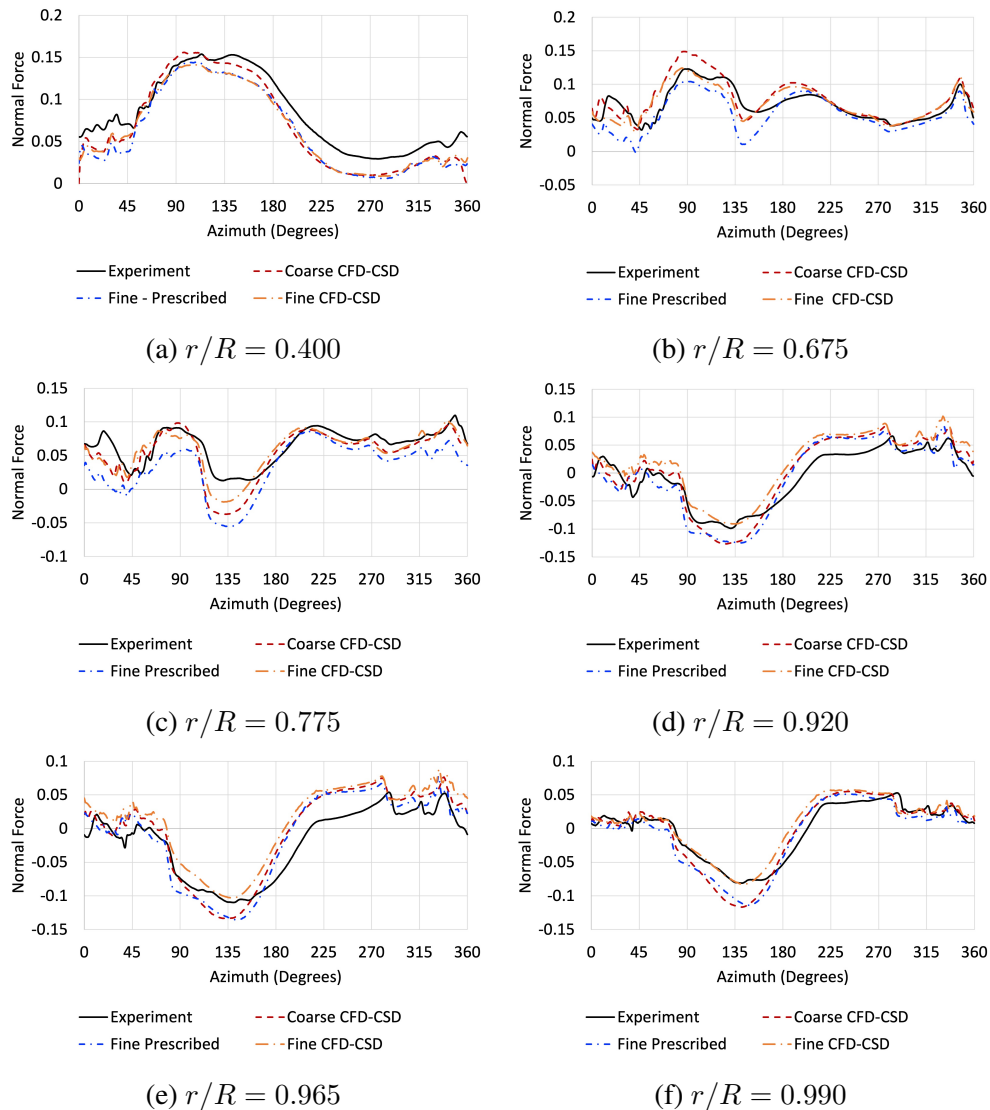 0.2
0.15
0.1
0.05
0
Normal Force
0 45 90 135 180 225 270 315 360
Azimuth (Degrees)
Experiment Coarse CFD-CSD
Fine - Prescribed Fine CFD-CSD
(a) r/R = 0.400
0.2
0.15
0.1
0.05
0
-0.05
Normal Force
0 45 90 135 180 225 270 315 360
Azimuth (Degrees)
Experiment Coarse CFD-CSD
Fine Prescribed Fine CFD-CSD
(b) r/R = 0.675
0.15
0.1
0.05
0
-0.05
-0.1
Normal Force
0 45 90 135 180 225 270 315 360
Azimuth (Degrees)
Experiment Coarse CFD-CSD
Fine Prescribed Fine CFD-CSD
(c) r/R = 0.775
0.15
0.1
0.05
0
-0.05
-0.1
-0.15
Normal Force
0 45 90 135 180 225 270 315 360
Azimuth (Degrees)
Experiment Coarse CFD-CSD
Fine Prescribed Fine CFD-CSD
(d) r/R = 0.920
0.1
0.05
0
-0.05
-0.1
-0.15
Normal Force
0 45 90 135 180 225 270 315 360
Azimuth (Degrees)
Experiment Coarse CFD-CSD
Fine Prescribed Fine CFD-CSD
(e) r/R = 0.965
0.1
0.05
0
-0.05
-0.1
-0.15
Normal Force
0 45 90 135 180 225 270 315 360
Azimuth (Degrees)
Experiment Coarse CFD-CSD
Fine Prescribed Fine CFD-CSD
(f) r/R = 0.990